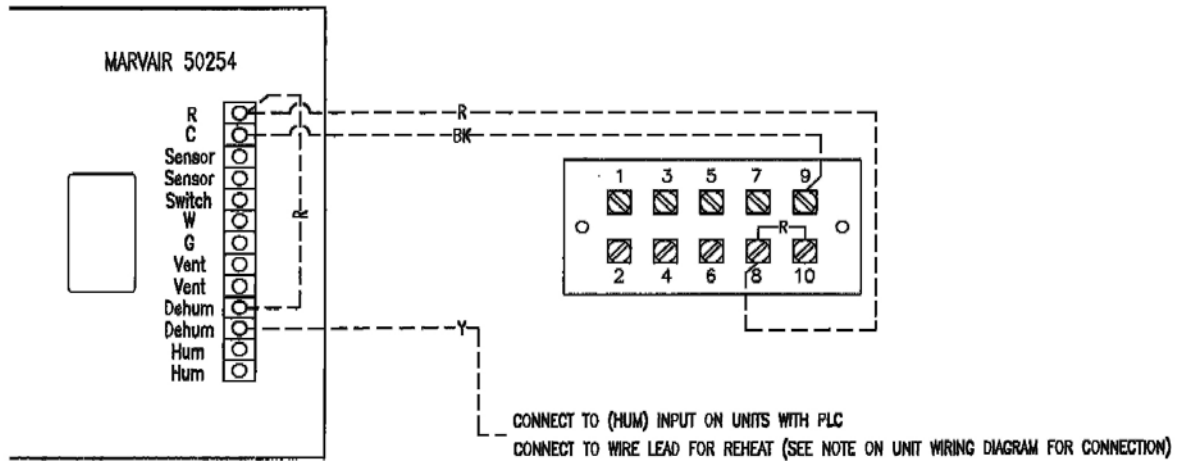 MARVAIR 50254
R
C
Sensor
Sensor
Switch
W
G
Vent
Vent
Dehum
Dehum
Hum
Hum
R
R
BK
Y
1 3 5 7 9
R
2 4 6 8 10
CONNECT TO (HUM) INPUT ON UNITS WITH PLC
CONNECT TO WIRE LEAD FOR REHEAT (SEE NOTE ON UNIT WIRING DIAGRAM FOR CONNECTION)